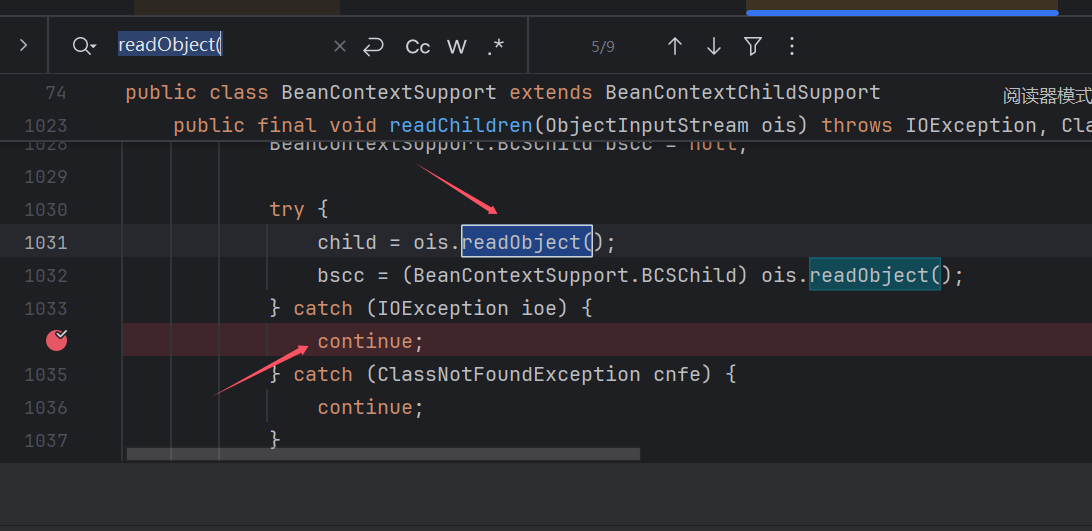 readObject(
Cc W .* 5/9
74 public class BeanContextSupport extends BeanContextChildSupport 阅读器模式
1023 public final void readChildren(ObjectInputStream ois) throws IOException, Cla
1028 BeanContextSupport.BCSChild bscc = null;
1029
1030 try {
1031 child = ois.readObject();
1032 bscc = (BeanContextSupport.BCSChild) ois.readObject();
1033 } catch (IOException ioe) {
continue;
1035 } catch (ClassNotFoundException cnfe) {
1036 continue;
1037 }